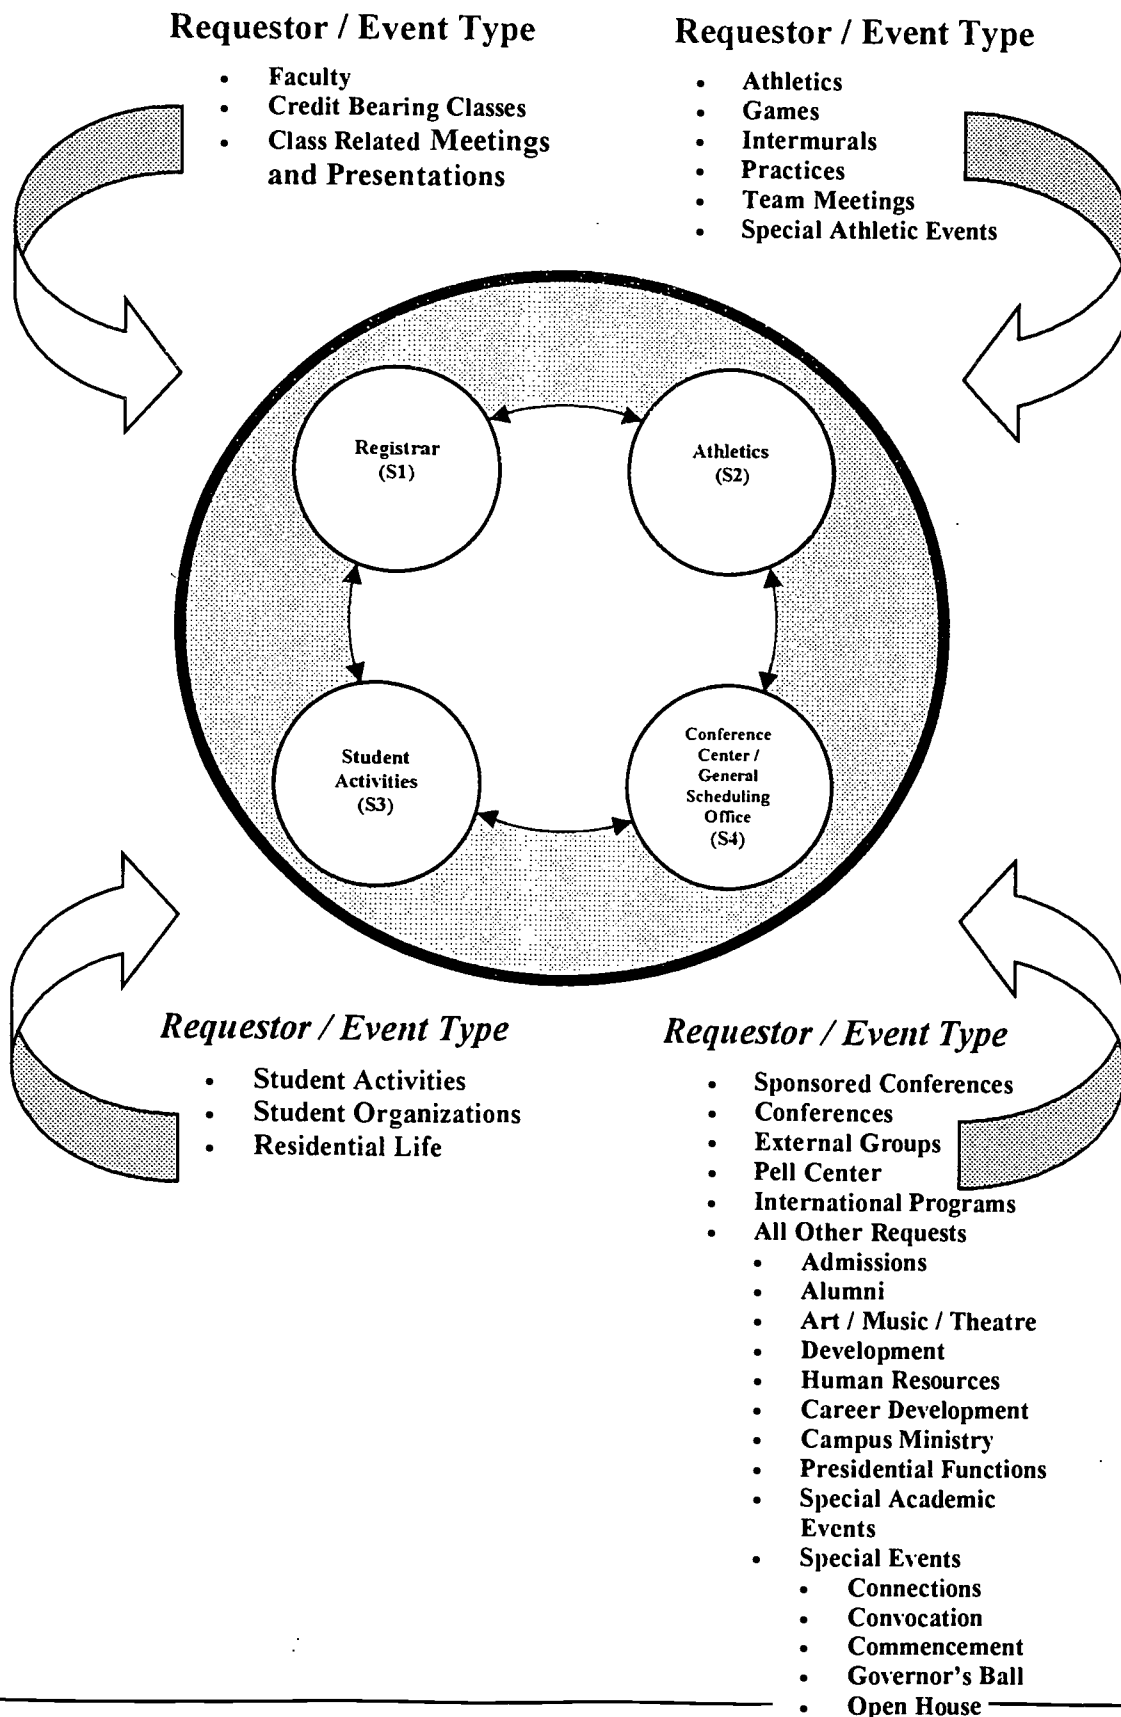 Requestor / Event Type
• Faculty
• Credit Bearing Classes
• Class Related Meetings
and Presentations
Requestor / Event Type
• Athletics
• Games
• Intermurals
• Practices
• Team Meetings
• Special Athletic Events
Registrar
(S1)
Athletics
(S2)
Student
Activities
(S3)
Conference
Center /
General
Scheduling
Office
(S4)
Requestor / Event Type
• Student Activities
• Student Organizations
• Residential Life
Requestor / Event Type
• Sponsored Conferences
• Conferences
• External Groups
• Pell Center
• International Programs
• All Other Requests
• Admissions
• Alumni
• Art / Music / Theatre
• Development
• Human Resources
• Career Development
• Campus Ministry
• Presidential Functions
• Special Academic
Events
• Special Events
• Connections
• Convocation
• Commencement
• Governor's Ball
• Open House